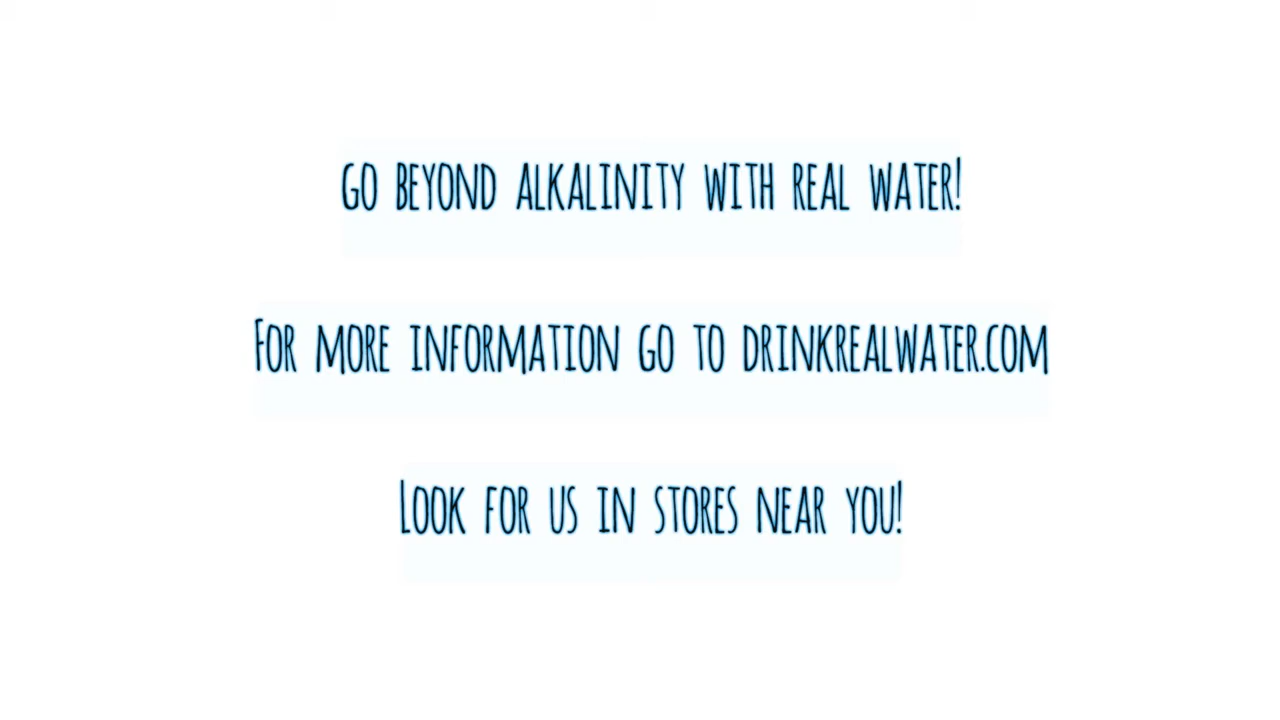 GO BEYOND ALKALINITY WITH REAL WATER!
FOR MORE INFORMATION GO TO DRINKREALWATER.COM
LOOK FOR US IN STORES NEAR YOU!